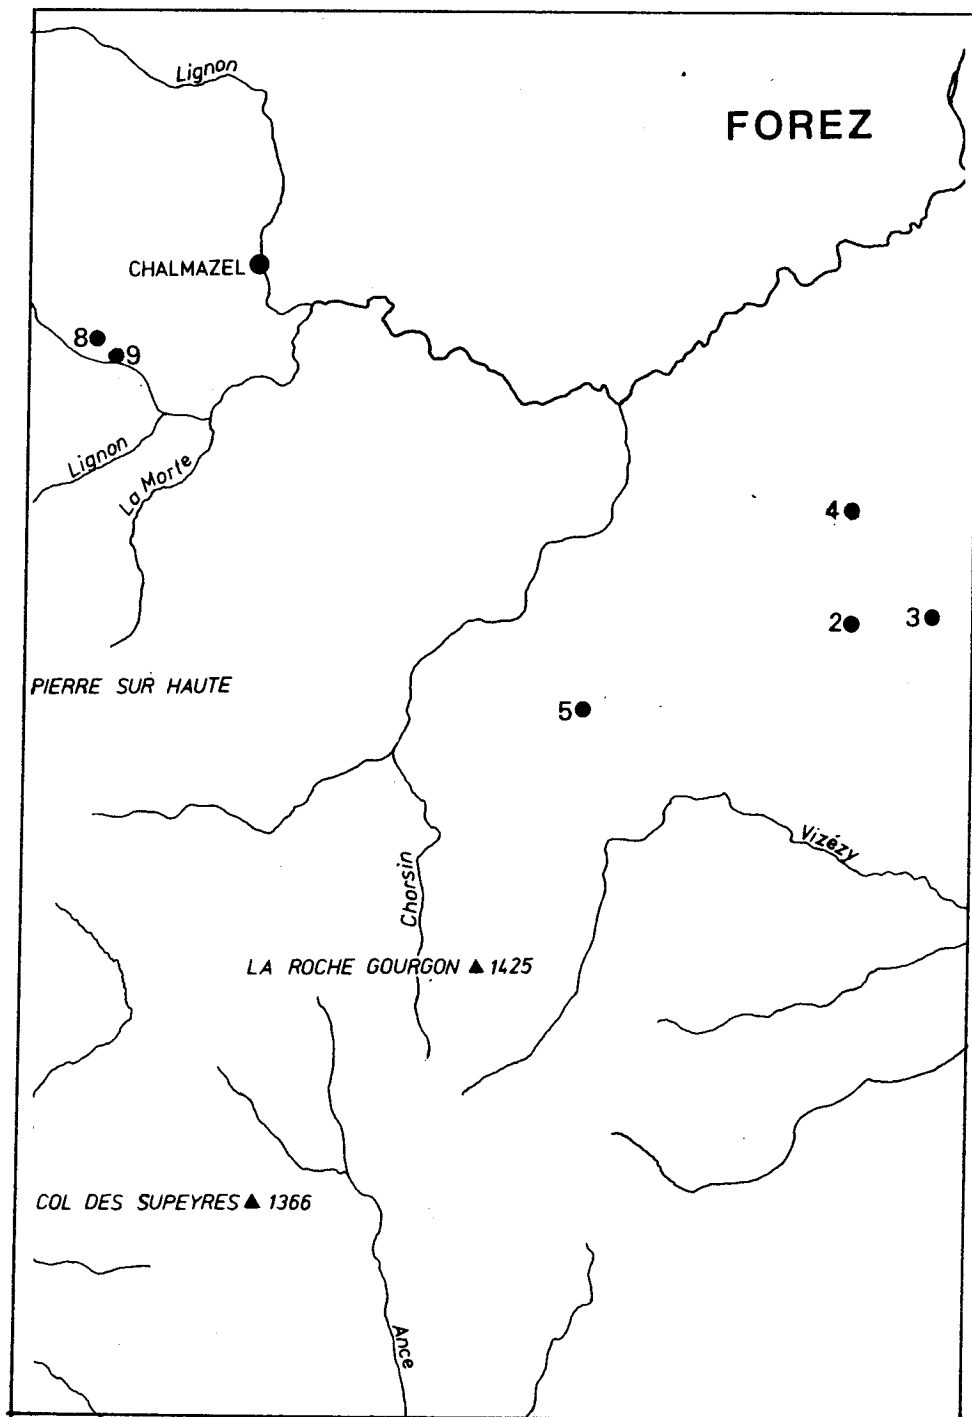 Lignon
FOREZ
CHALMAZEL
8
9
Lignon
La Morte
4
2
3
PIERRE SUR HAUTE
5
Vizézy
Chorsin
LA ROCHE GOURGON ▲ 1425
COL DES SUPEYRES ▲ 1366
Ance